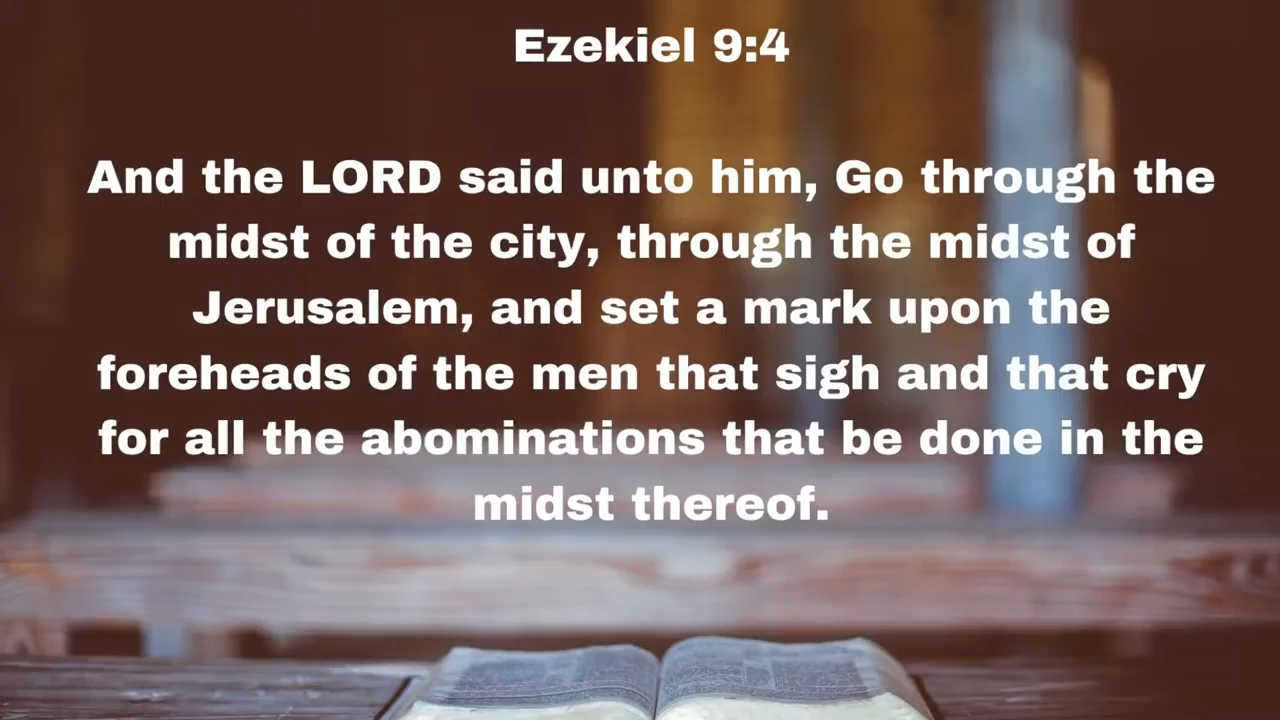 Ezekiel 9:4
And the LORD said unto him, Go through the
midst of the city, through the midst of
Jerusalem, and set a mark upon the
foreheads of the men that sigh and that cry
for all the abominations that be done in the
midst thereof.